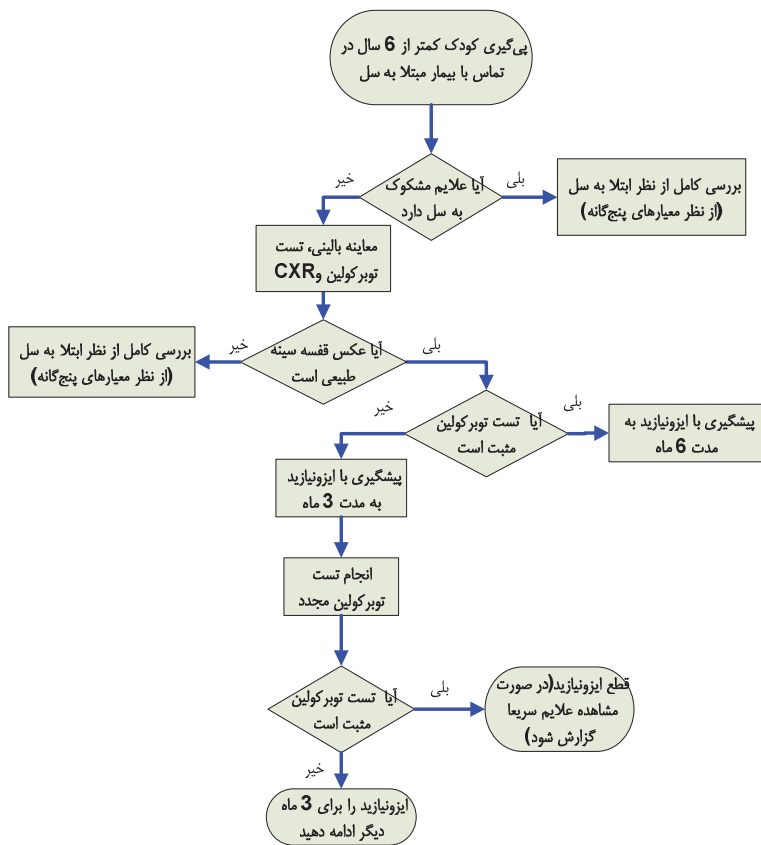 پی‌گیری کودک کمتر از 6 سال در
تماس با بیمار مبتلا به سل
آیا علایم مشکوک
به سل دارد
بلی
خیر
بررسی کامل از نظر ابتلا به سل
(از نظر معیارهای پنج‌گانه)
معاینه بالینی، تست
توبرکولین وCXR
آیا عکس قفسه سینه
طبیعی است
بلی
خیر
بررسی کامل از نظر ابتلا به سل
(از نظر معیارهای پنج‌گانه)
آیا تست توبرکولین
مثبت است
بلی
خیر
پیشگیری با ایزونیازید به
مدت 6 ماه
پیشگیری با ایزونیازید
به مدت 3 ماه
انجام تست
توبرکولین مجدد
آیا تست توبرکولین
مثبت است
بلی
خیر
قطع ایزونیازید(در صورت
مشاهده علایم سریعا
گزارش شود)
ایزونیازید را برای 3 ماه
دیگر ادامه دهید